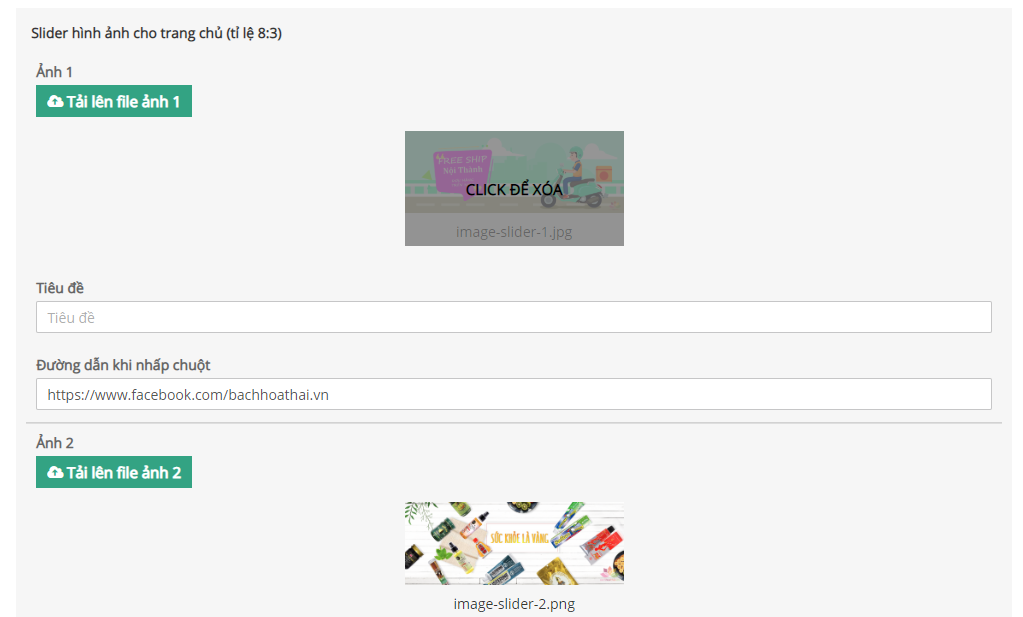 Slider hình ảnh cho trang chủ (tỉ lệ 8:3)
Ảnh 1
Tải lên file ảnh 1
FREE SHIP
Nội Thành
CLICK ĐỂ XÓA
image-slider-1.jpg
Tiêu đề
Tiêu đề
Đường dẫn khi nhấp chuột
https://www.facebook.com/bachhoathai.vn
Ảnh 2
Tải lên file ảnh 2
SỨC KHỎE LÀ VÀNG
image-slider-2.png